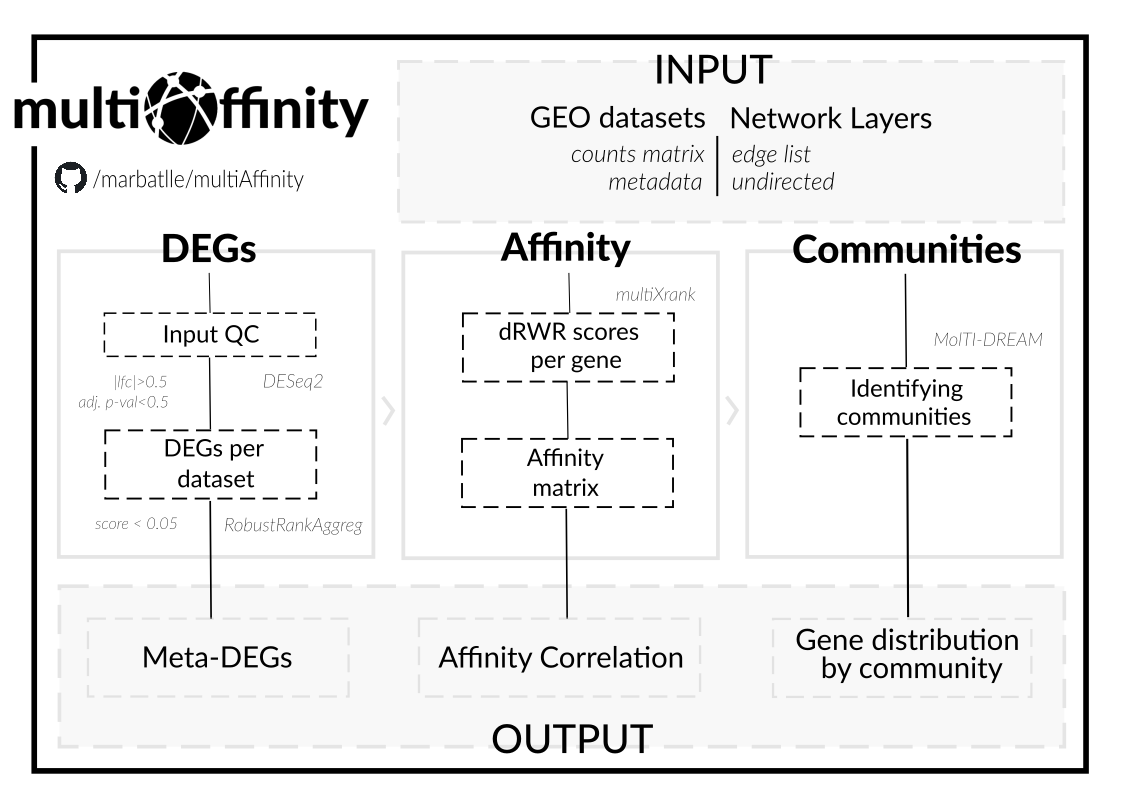 multiAffinity
/marbatlle/multiAffinity
INPUT
GEO datasets
counts matrix
metadata
Network Layers
edge list
undirected
DEGs
Input QC
|lfc|>0.5
adj. p-val<0.5
DESeq2
DEGs per
dataset
score < 0.05
RobustRankAggreg
Affinity
multiXrank
dRWR scores
per gene
Affinity
matrix
Communities
MolTI-DREAM
Identifying
communities
Meta-DEGs
Affinity Correlation
Gene distribution
by community
OUTPUT